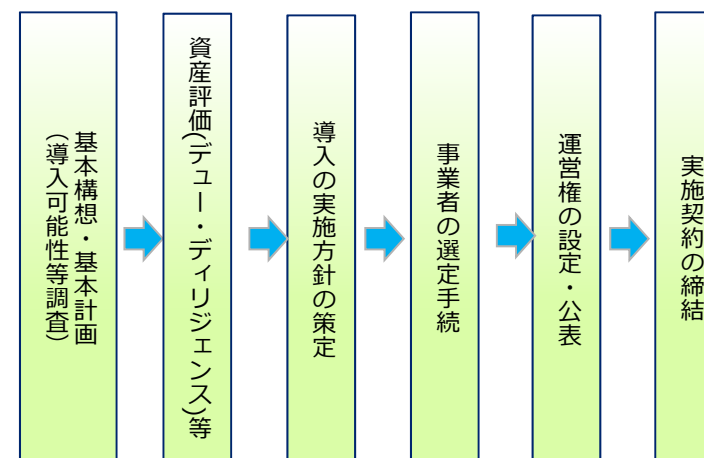 基本構想・基本計画
（導入可能性等調査）
資産評価(デュー・ディリジェンス)等
導入の実施方針の策定
事業者の選定手続
運営権の設定・公表
実施契約の締結